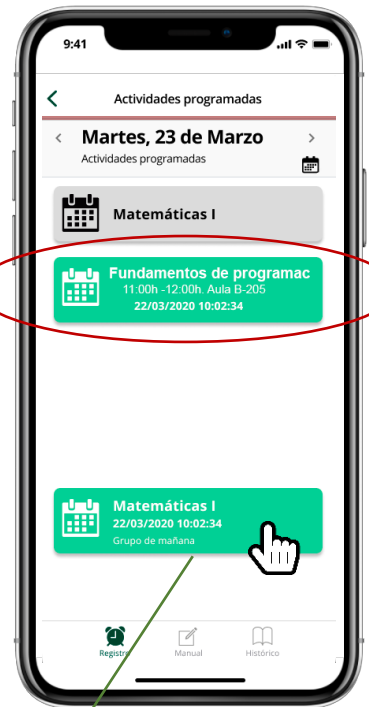 9:41
Actividades programadas
Martes, 23 de Marzo
Actividades programadas
Matemáticas I
Fundamentos de programac
11:00h -12:00h. Aula B-205
22/03/2020 10:02:34
Matemáticas I
22/03/2020 10:02:34
Grupo de mañana
Registro
Manual
Histórico